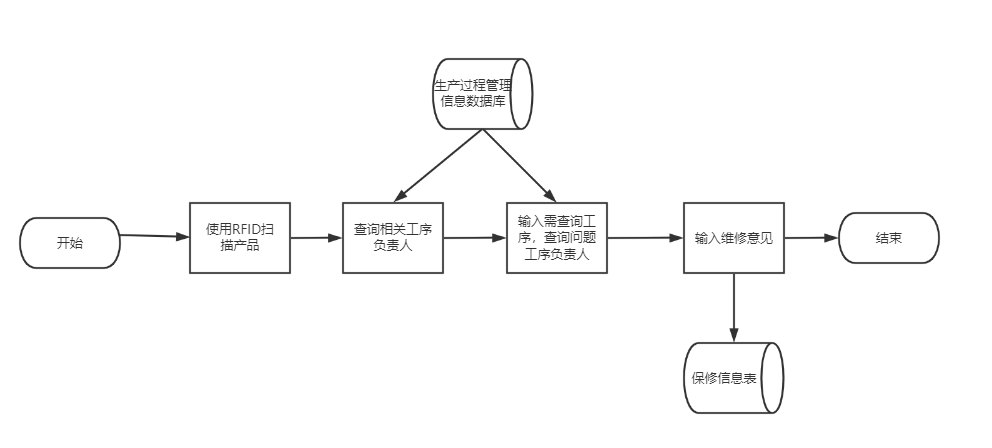 生产过程管理
信息数据库
开始
使用RFID扫
描产品
查询相关工序
负责人
输入需查询工
序，查询问题
工序负责人
输入维修意见
结束
保修信息表